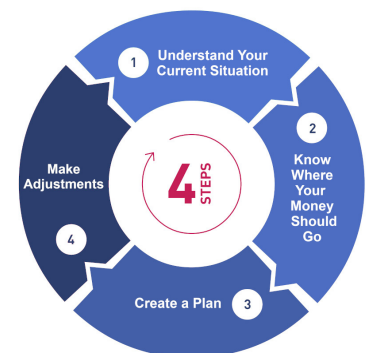 1
Understand Your
Current Situation
2
Know
Where
Your
Money
Should
Go
Create a Plan
3
Make
Adjustments
4
4
STEPS